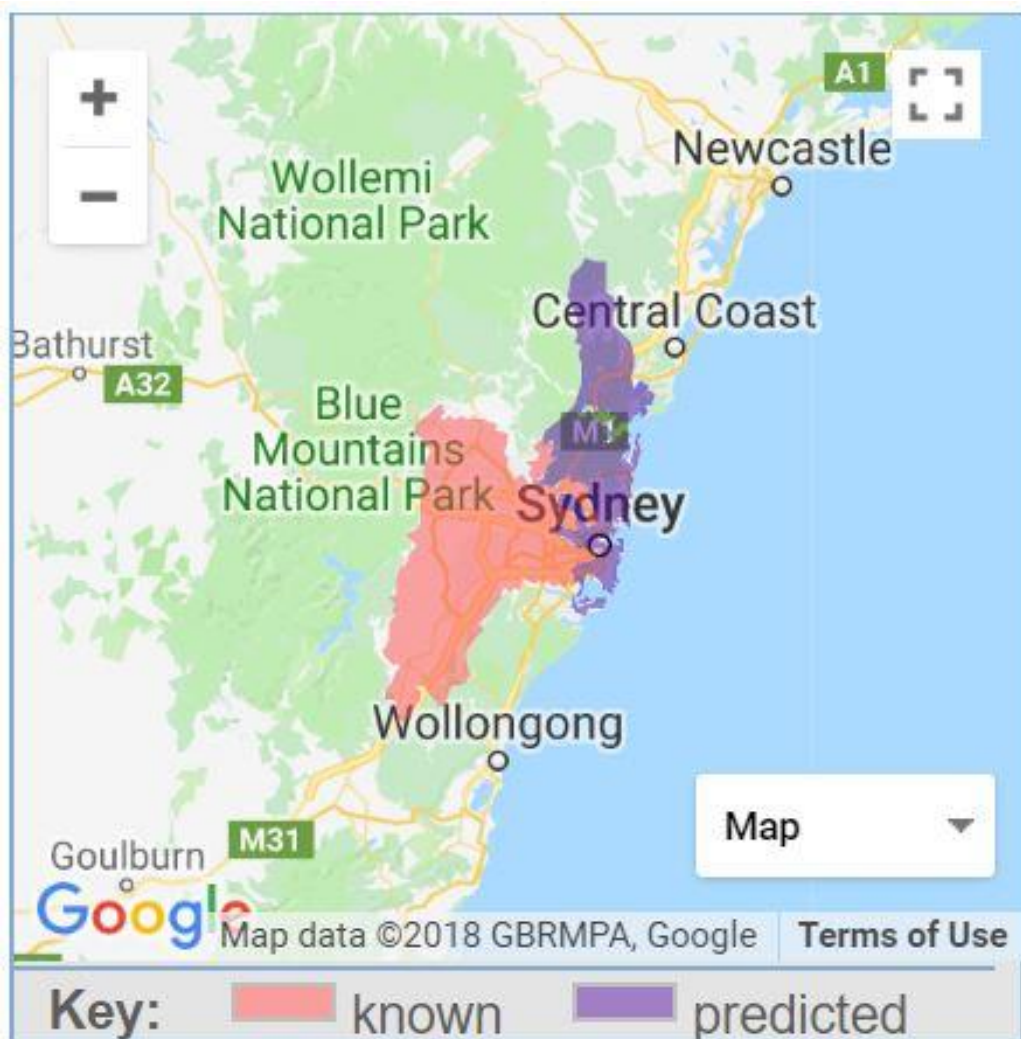 +
A1
Newcastle
Wollemi
National Park
−
Central Coast
Bathurst
A32
Blue
Mountains
National Park
M1
Sydney
Wollongong
Map
M31
Goulburn
Google
Map data ©2018 GBRMPA, Google
Terms of Use
Key:
known
predicted